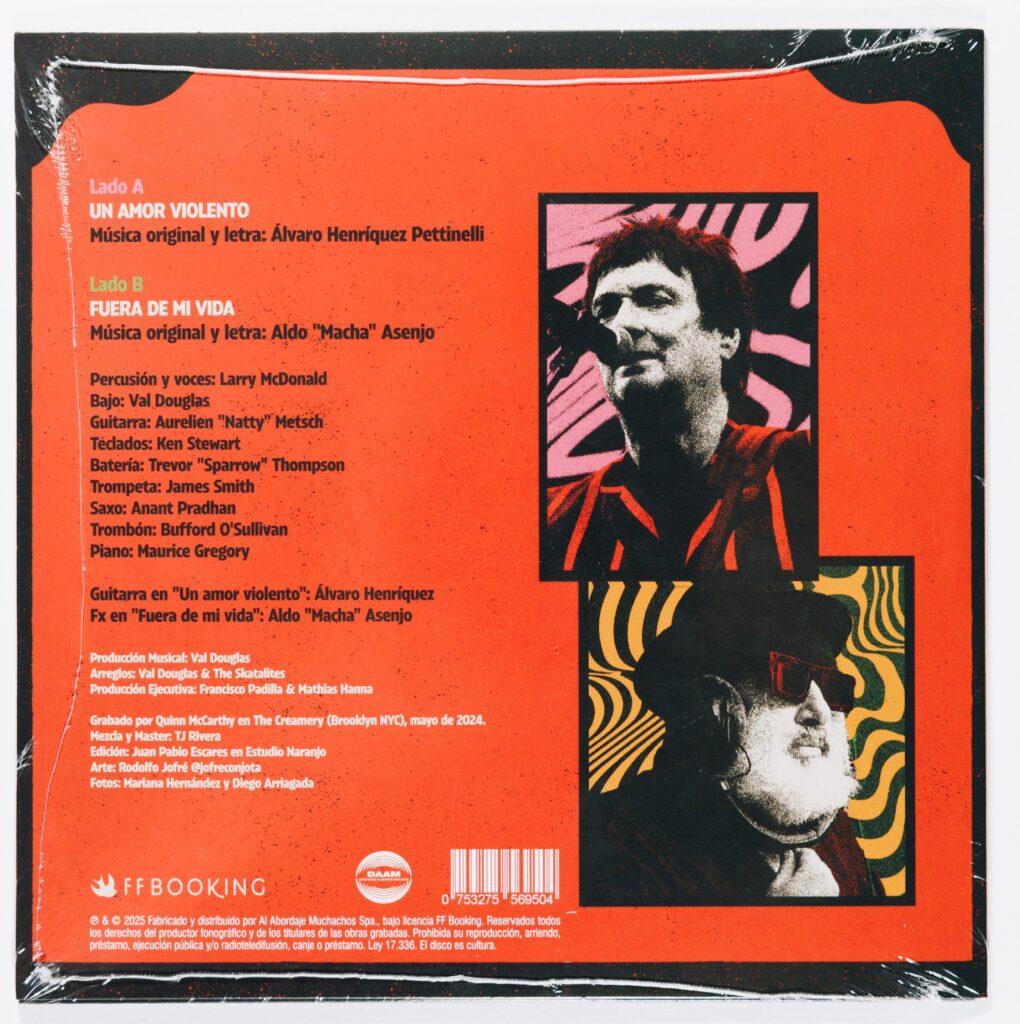 Lado A
UN AMOR VIOLENTO
Música original y letra: Álvaro Henríquez Pettinelli
Lado B
FUERA DE MI VIDA
Música original y letra: Aldo "Macha" Asenjo
Percusión y voces: Larry McDonald
Bajo: Val Douglas
Guitarra: Aurelien "Natty" Metsch
Téclados: Ken Stewart
Batería: Trevor "Sparrow" Thompson
Trompeta: James Smith
Saxo: Anant Pradhan
Trombón: Bufford O'Sullivan
Piano: Maurice Gregory
Guitarra en "Un amor violento": Álvaro Henríquez
Fx en "Fuera de mi vida": Aldo "Macha" Asenjo
Producción Musical: Val Douglas
Arreglos: Val Douglas & The Skatalites
Producción Ejecutiva: Francisco Padilla & Mathias Hanna
Grabado por Quinn McCarthy en The Creamery (Brooklyn NYC), mayo de 2024.
Mezcla y Master: TJ Rivera
Edición: Juan Pablo Escares en Estudio Naranjo
Arte: Rodolfo Jofré @jofreconjota
Fotos: Mariana Hernández y Diego Arriagada
FFBOOKING
DAAM
0 753275 569504
℗ & © 2025 Fabricado y distribuido por Al Abordaje Muchachos Spa., bajo licencia FF Booking. Reservados todos
los derechos del productor fonográfico y de los titulares de las obras grabadas. Prohibida su reproducción, arriendo,
préstamo, ejecución pública y/o radioteledifusión, canje o préstamo. Ley 17.336. El disco es cultura.